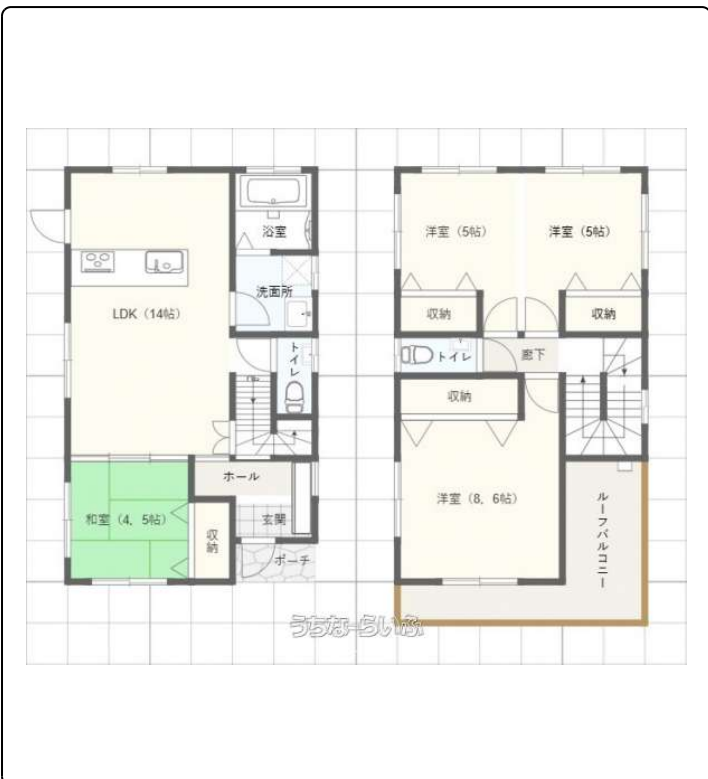 浴室
洗面所
LDK（14帖）
トイレ
ホール
玄関
和室（4．5帖）
収納
ポーチ
洋室（5帖）
洋室（5帖）
収納
収納
トイレ
廊下
収納
洋室（8．6帖）
ルーフバルコニー
うちなーらいふ